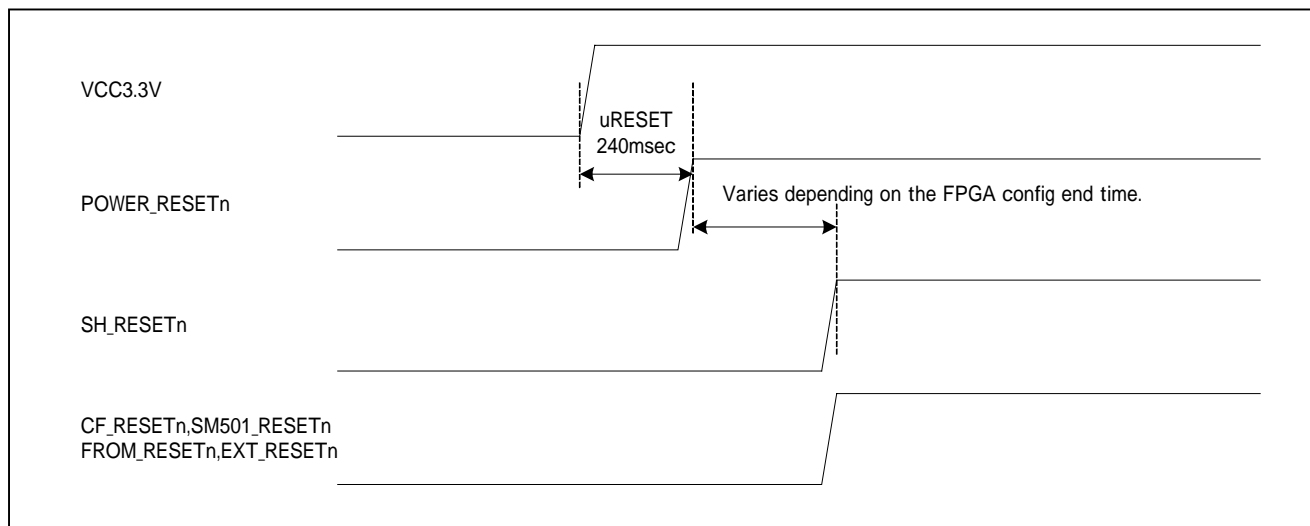 VCC3.3V
uRESET
240msec
POWER_RESETn
Varies depending on the FPGA config end time.
SH_RESETn
CF_RESETn,SM501_RESETn
FROM_RESETn,EXT_RESETn